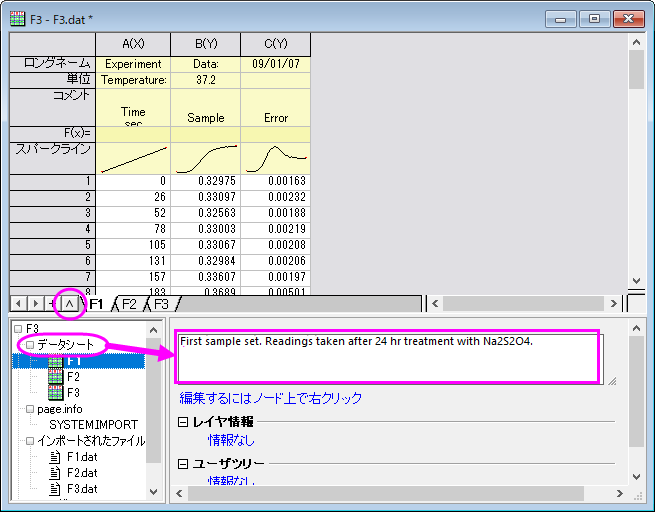 F3 - F3.dat *
A(X) B(Y) C(Y)
ロングネーム Experiment Data: 09/01/07
単位 Temperature: 37.2
コメント Time sec Sample Error
F(x)=
スパークライン
1 0 0.32975 0.00163
2 26 0.33097 0.00232
3 52 0.32563 0.00188
4 78 0.33003 0.00219
5 105 0.33067 0.00208
6 131 0.32984 0.00206
7 157 0.33607 0.00197
8 183 0.3689 0.00501
F1 F2 F3
F3
データシート
F1
F2
F3
page.info
SYSTEM.IMPORT
インポートされたファイル
F1.dat
F2.dat
F3.dat
First sample set. Readings taken after 24 hr treatment with Na2S2O4.
編集するにはノード上で右クリック
レイヤ情報
情報なし
ユーザツリー
情報なし